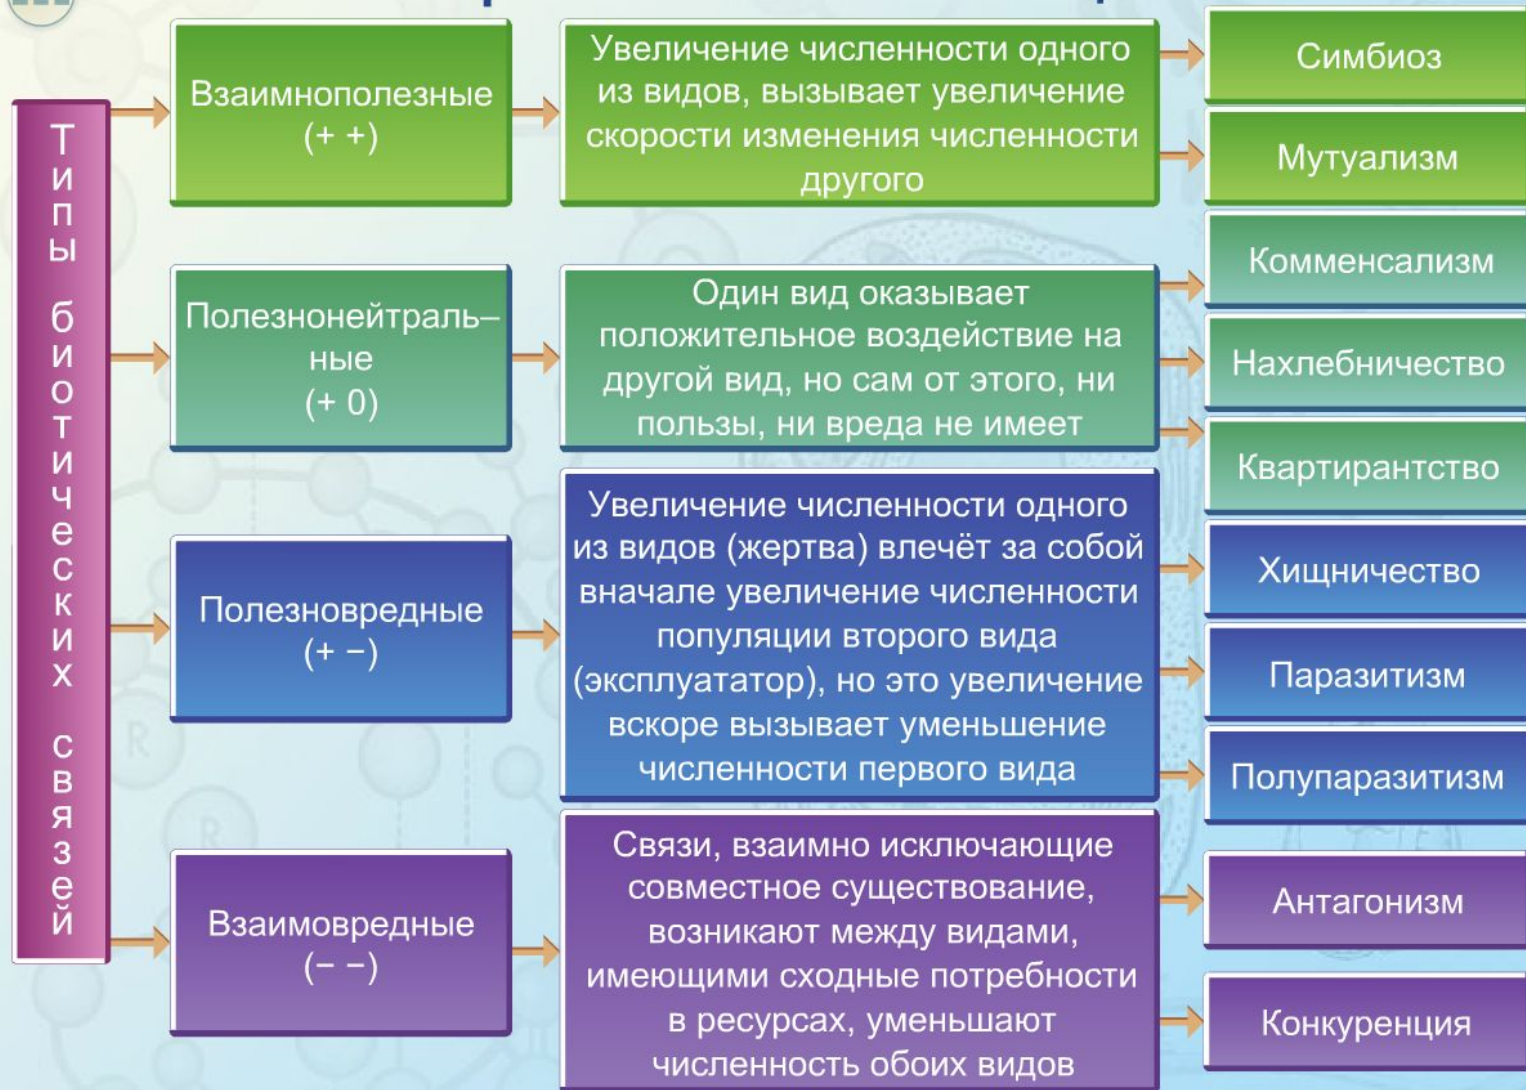 Типы биотических связей
Взаимнополезные
(+ +)
Увеличение численности одного
из видов, вызывает увеличение
скорости изменения численности
другого
Симбиоз
Мутуализм
Полезнонейтраль–
ные
(+ 0)
Один вид оказывает
положительное воздействие на
другой вид, но сам от этого, ни
пользы, ни вреда не имеет
Комменсализм
Нахлебничество
Квартирантство
Полезновредные
(+ −)
Увеличение численности одного
из видов (жертва) влечёт за собой
вначале увеличение численности
популяции второго вида
(эксплуататор), но это увеличение
вскоре вызывает уменьшение
численности первого вида
Хищничество
Паразитизм
Полупаразитизм
Взаимовредные
(− −)
Связи, взаимно исключающие
совместное существование,
возникают между видами,
имеющими сходные потребности
в ресурсах, уменьшают
численность обоих видов
Антагонизм
Конкуренция
R
R